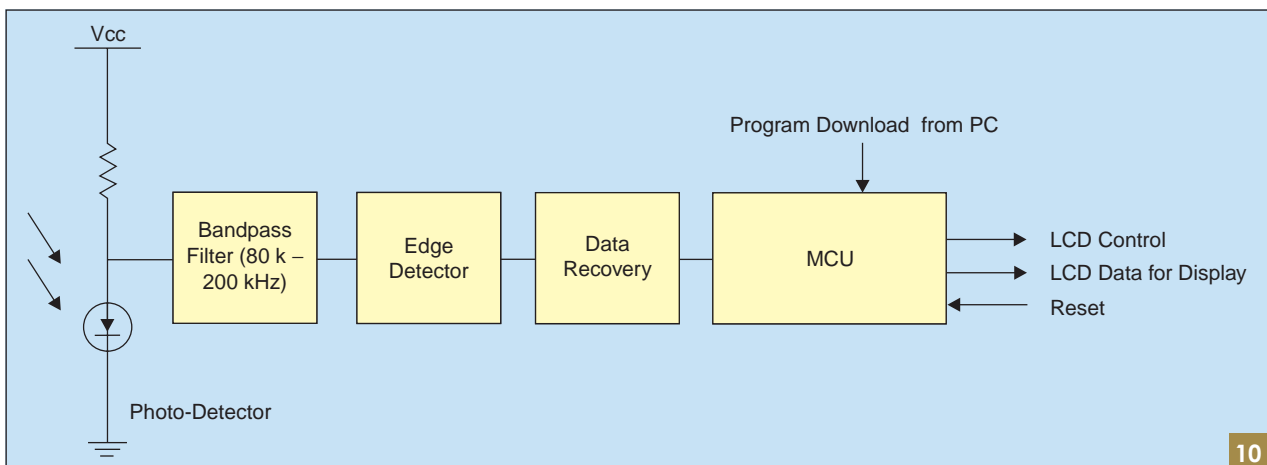 Vcc
Program Download from PC
Bandpass
Filter (80 k –
200 kHz)
Edge
Detector
Data
Recovery
MCU
LCD Control
LCD Data for Display
Reset
Photo-Detector
10